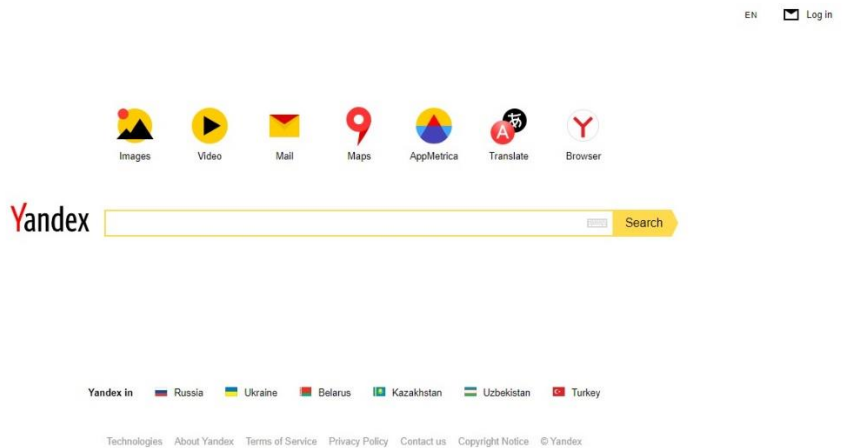 EN Log in
Images Video Mail Maps AppMetrica Translate Browser
Yandex Search
Yandex in Russia Ukraine Belarus Kazakhstan Uzbekistan Turkey
Technologies About Yandex Terms of Service Privacy Policy Contact us Copyright Notice © Yandex